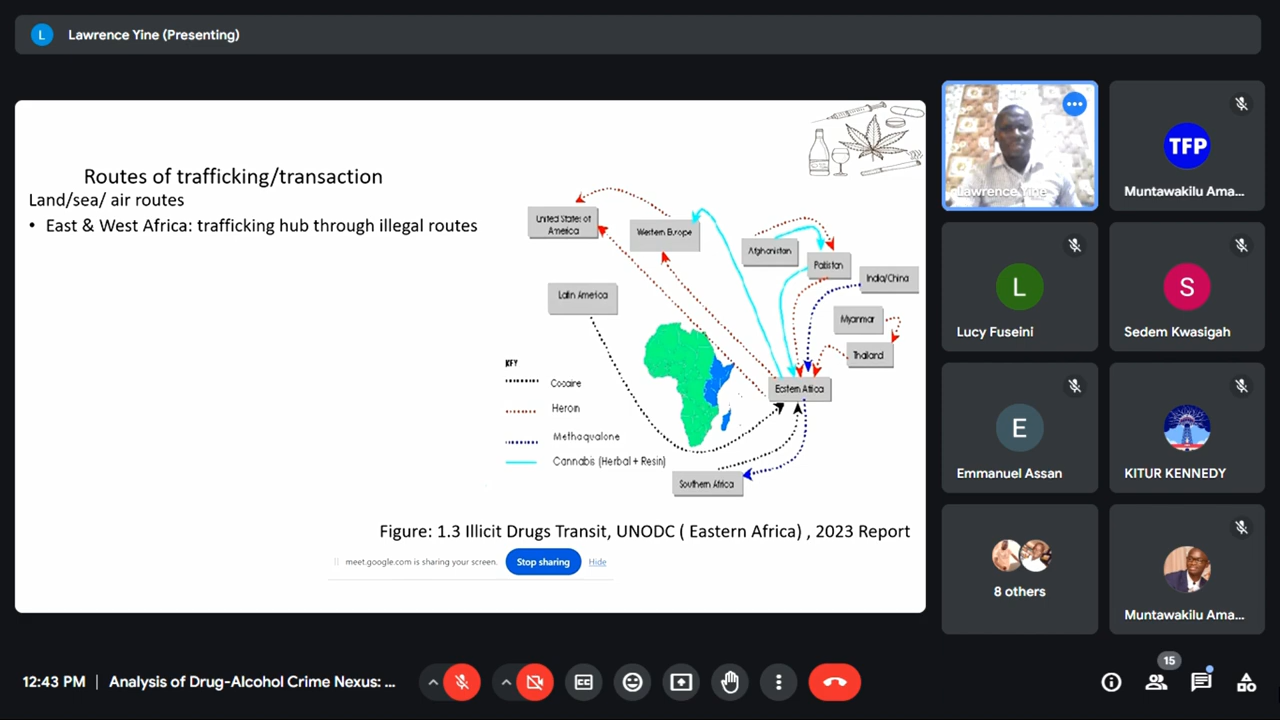 L Lawrence Yine (Presenting)
Routes of trafficking/transaction
Land/sea/ air routes
• East & West Africa: trafficking hub through illegal routes
United States of
America
Western Europe
Afghanistan
Pakistan
India/China
Latin America
Myanmar
Thailand
Eastern Africa
Southern Africa
KEY
Cocaire
Heroin
Methaqualone
Cannabis (Herbal + Resin)
Figure: 1.3 Illicit Drugs Transit, UNODC ( Eastern Africa) , 2023 Report
meet.google.com is sharing your screen.
Stop sharing
Hide
Lawrence Yine
TFP
Muntawakilu Ama...
L
Lucy Fuseini
S
Sedem Kwasigah
E
Emmanuel Assan
KITUR KENNEDY
8 others
Muntawakilu Ama...
12:43 PM | Analysis of Drug-Alcohol Crime Nexus: ...
15